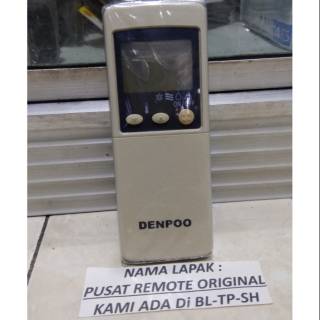 DENPOO
NAMA LAPAK :
PUSAT REMOTE ORIGINAL
KAMI ADA Di BL-TP-SH